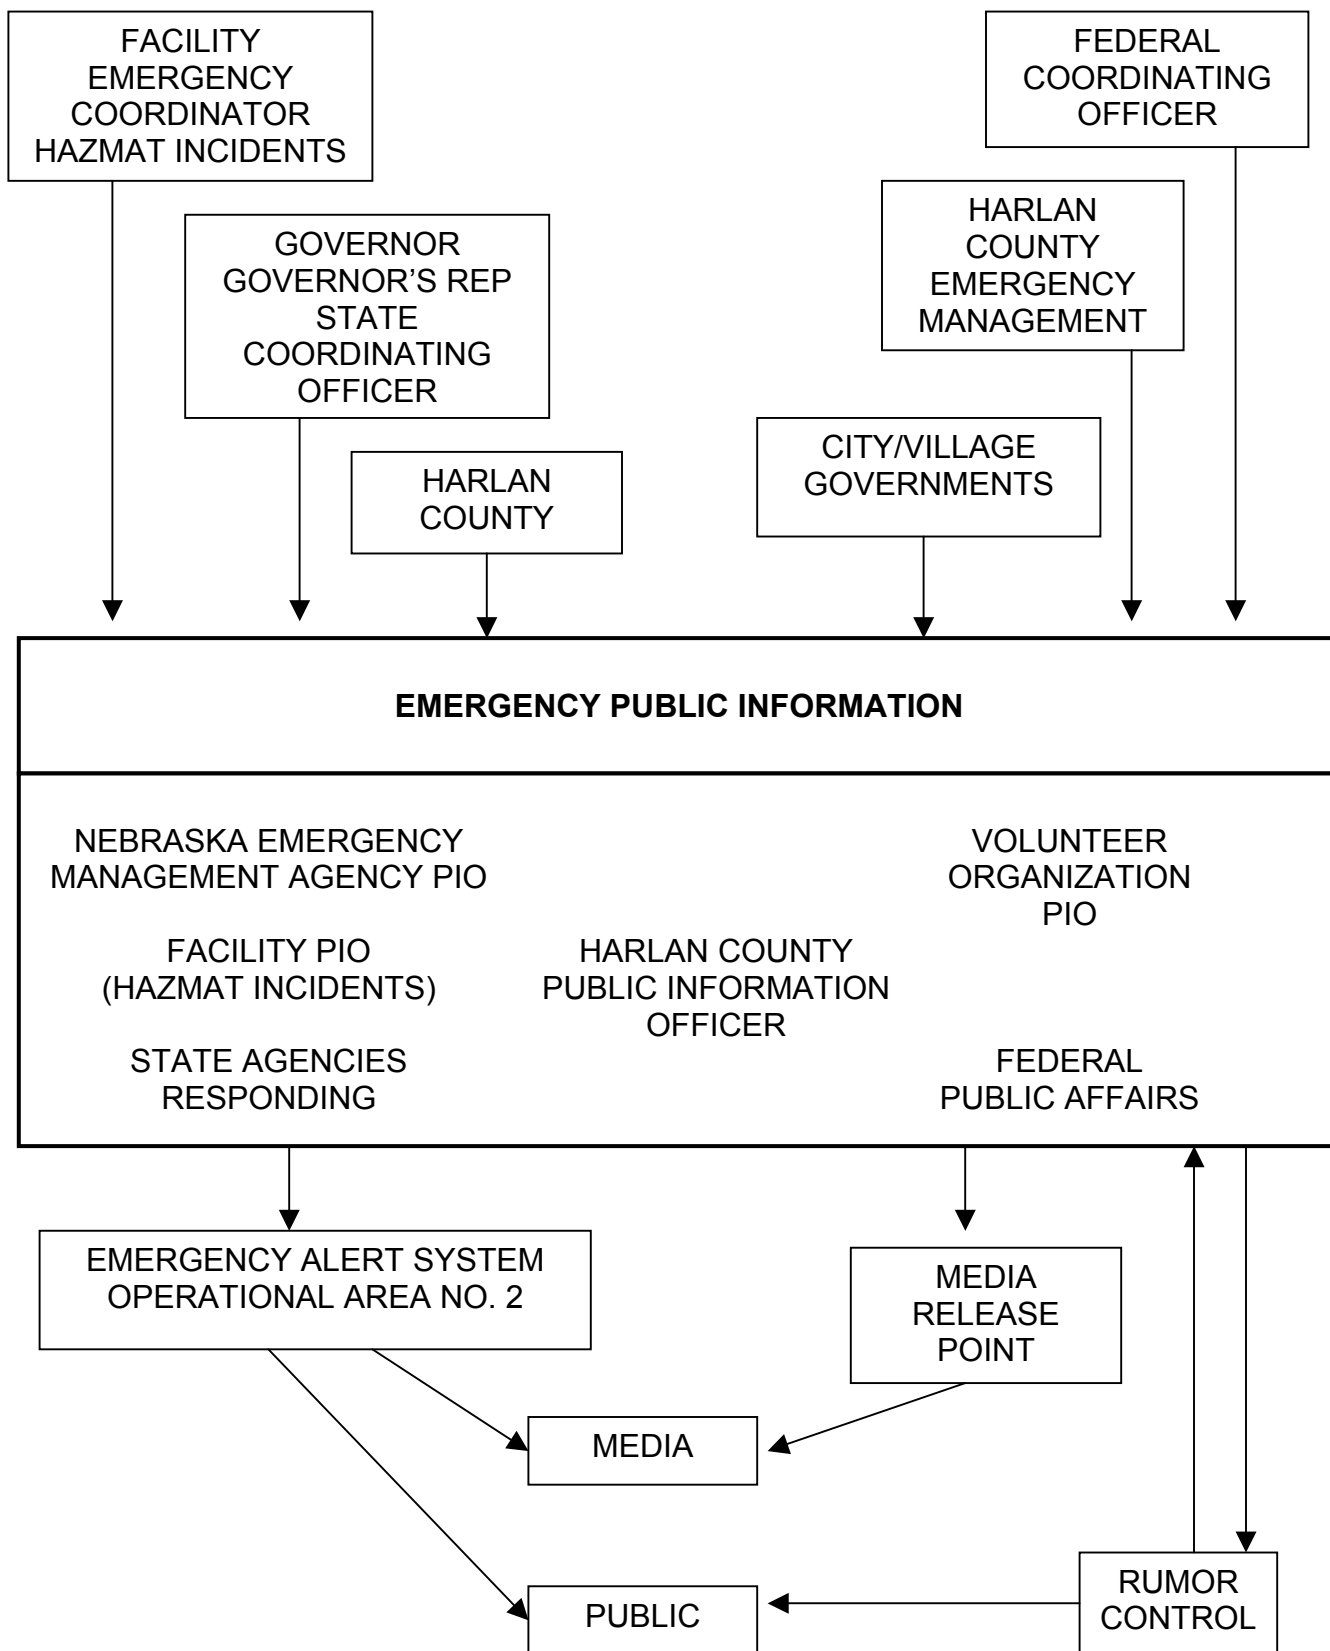 FACILITY
EMERGENCY
COORDINATOR
HAZMAT INCIDENTS
FEDERAL
COORDINATING
OFFICER
GOVERNOR
GOVERNOR’S REP
STATE
COORDINATING
OFFICER
HARLAN
COUNTY
EMERGENCY
MANAGEMENT
HARLAN
COUNTY
CITY/VILLAGE
GOVERNMENTS
EMERGENCY PUBLIC INFORMATION
NEBRASKA EMERGENCY
MANAGEMENT AGENCY PIO
VOLUNTEER
ORGANIZATION
PIO
FACILITY PIO
(HAZMAT INCIDENTS)
HARLAN COUNTY
PUBLIC INFORMATION
OFFICER
STATE AGENCIES
RESPONDING
FEDERAL
PUBLIC AFFAIRS
EMERGENCY ALERT SYSTEM
OPERATIONAL AREA NO. 2
MEDIA
RELEASE
POINT
MEDIA
PUBLIC
RUMOR
CONTROL